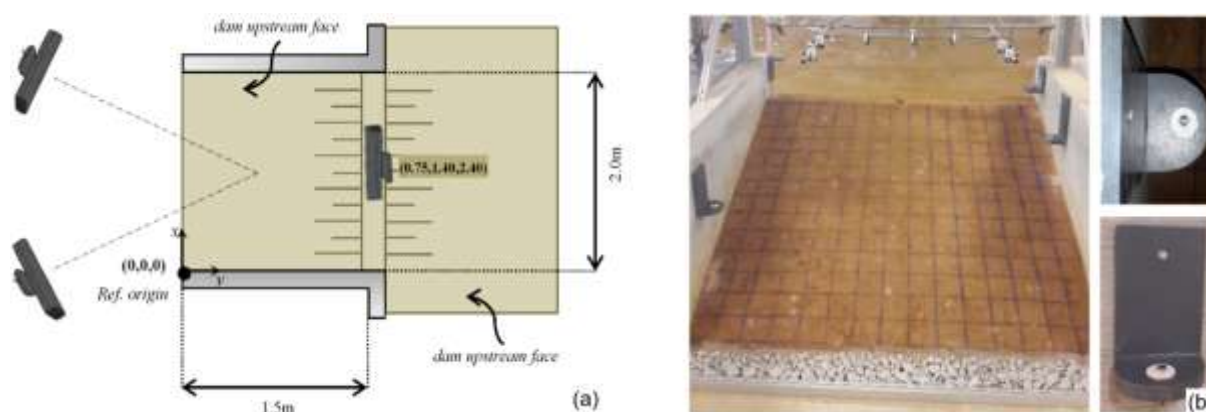 dam upstream face
(0.75,1.40,2.40)
2.0m
x
(0,0,0)
y
Ref. origin
dam upstream face
1.5m
(a)
(b)